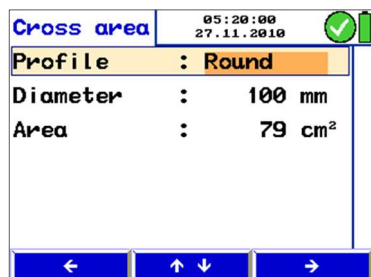 Cross area
05:20:00
27.11.2010
Profile : Round
Diameter : 100 mm
Area : 79 cm²
← ↑ ↓ →